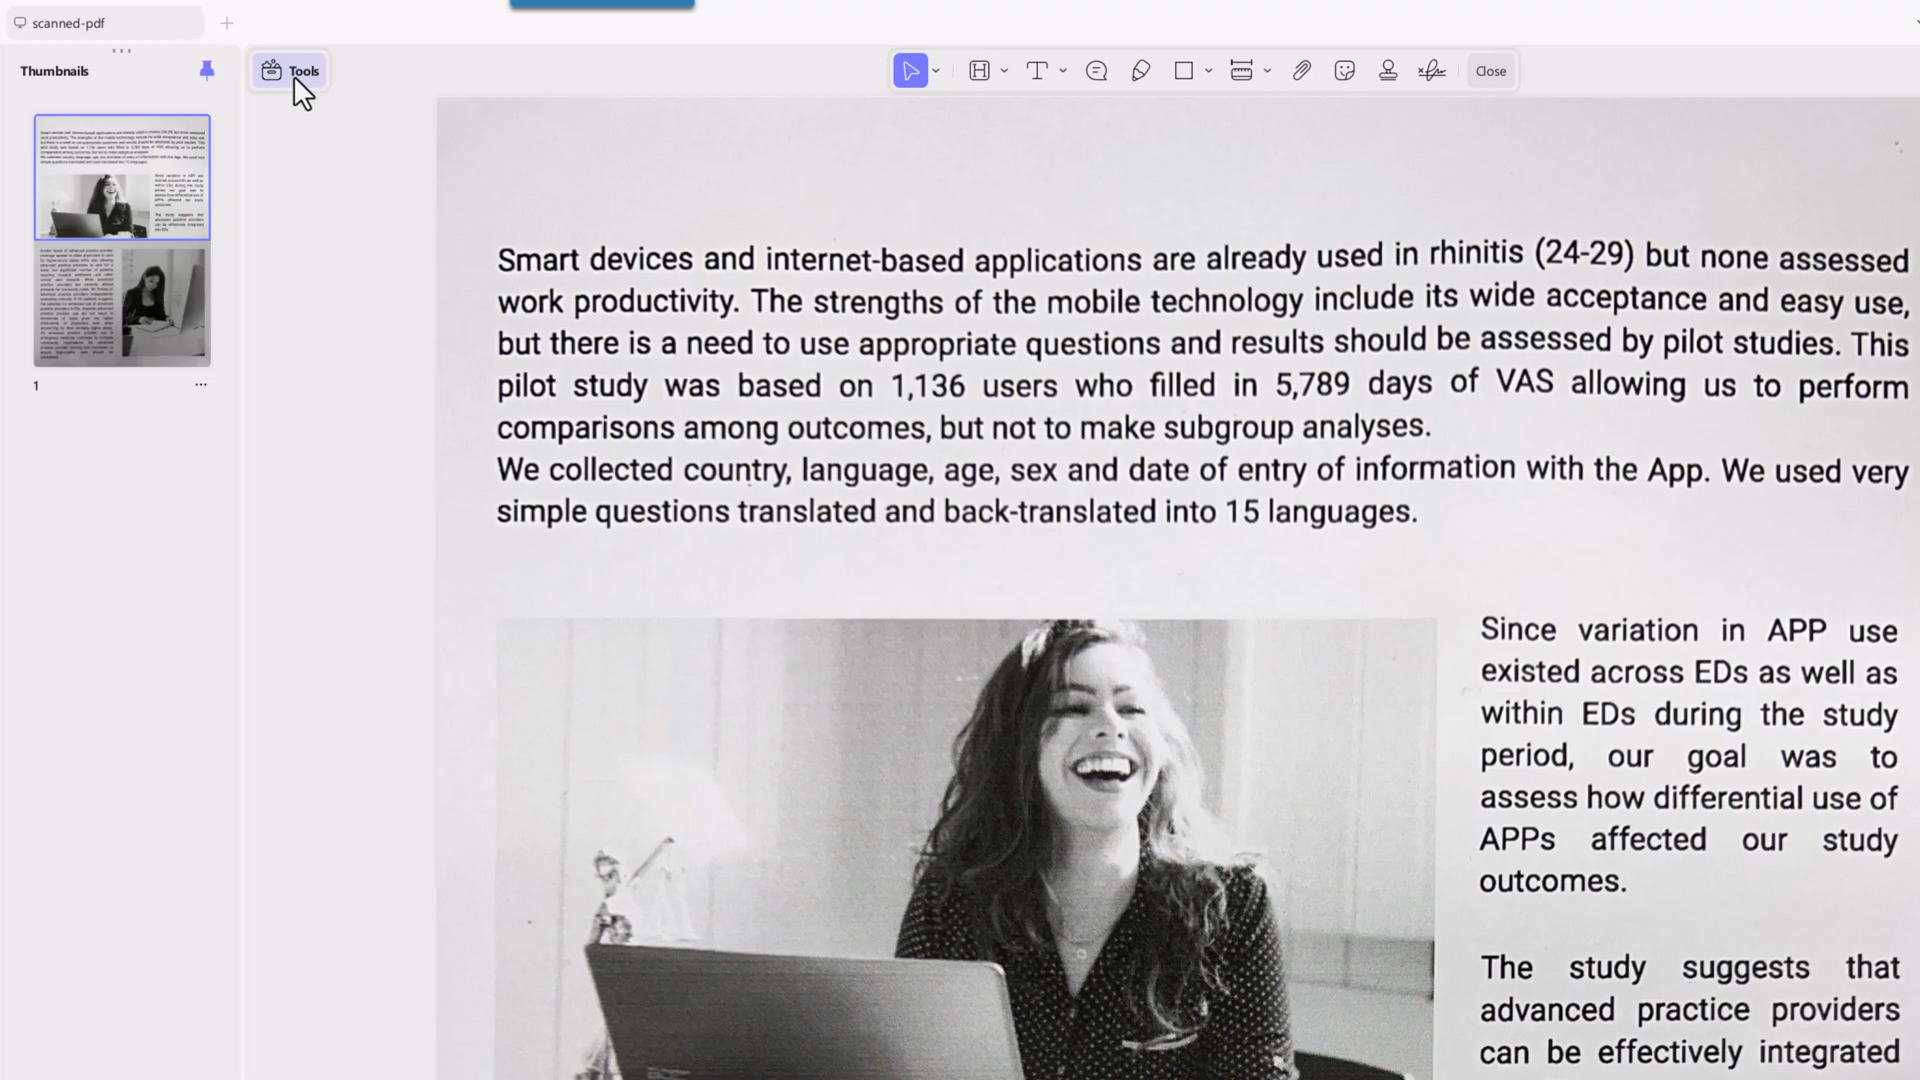 scanned-pdf
Thumbnails
Tools
Close
1
Smart devices and internet-based applications are already used in rhinitis (24-29) but none assessed
work productivity. The strengths of the mobile technology include its wide acceptance and easy use,
but there is a need to use appropriate questions and results should be assessed by pilot studies. This
pilot study was based on 1,136 users who filled in 5,789 days of VAS allowing us to perform
comparisons among outcomes, but not to make subgroup analyses.
We collected country, language, age, sex and date of entry of information with the App. We used very
simple questions translated and back-translated into 15 languages.
Since variation in APP use
existed across EDs as well as
within EDs during the study
period, our goal was to
assess how differential use of
APPs affected our study
outcomes.
The study suggests that
advanced practice providers
can be effectively integrated